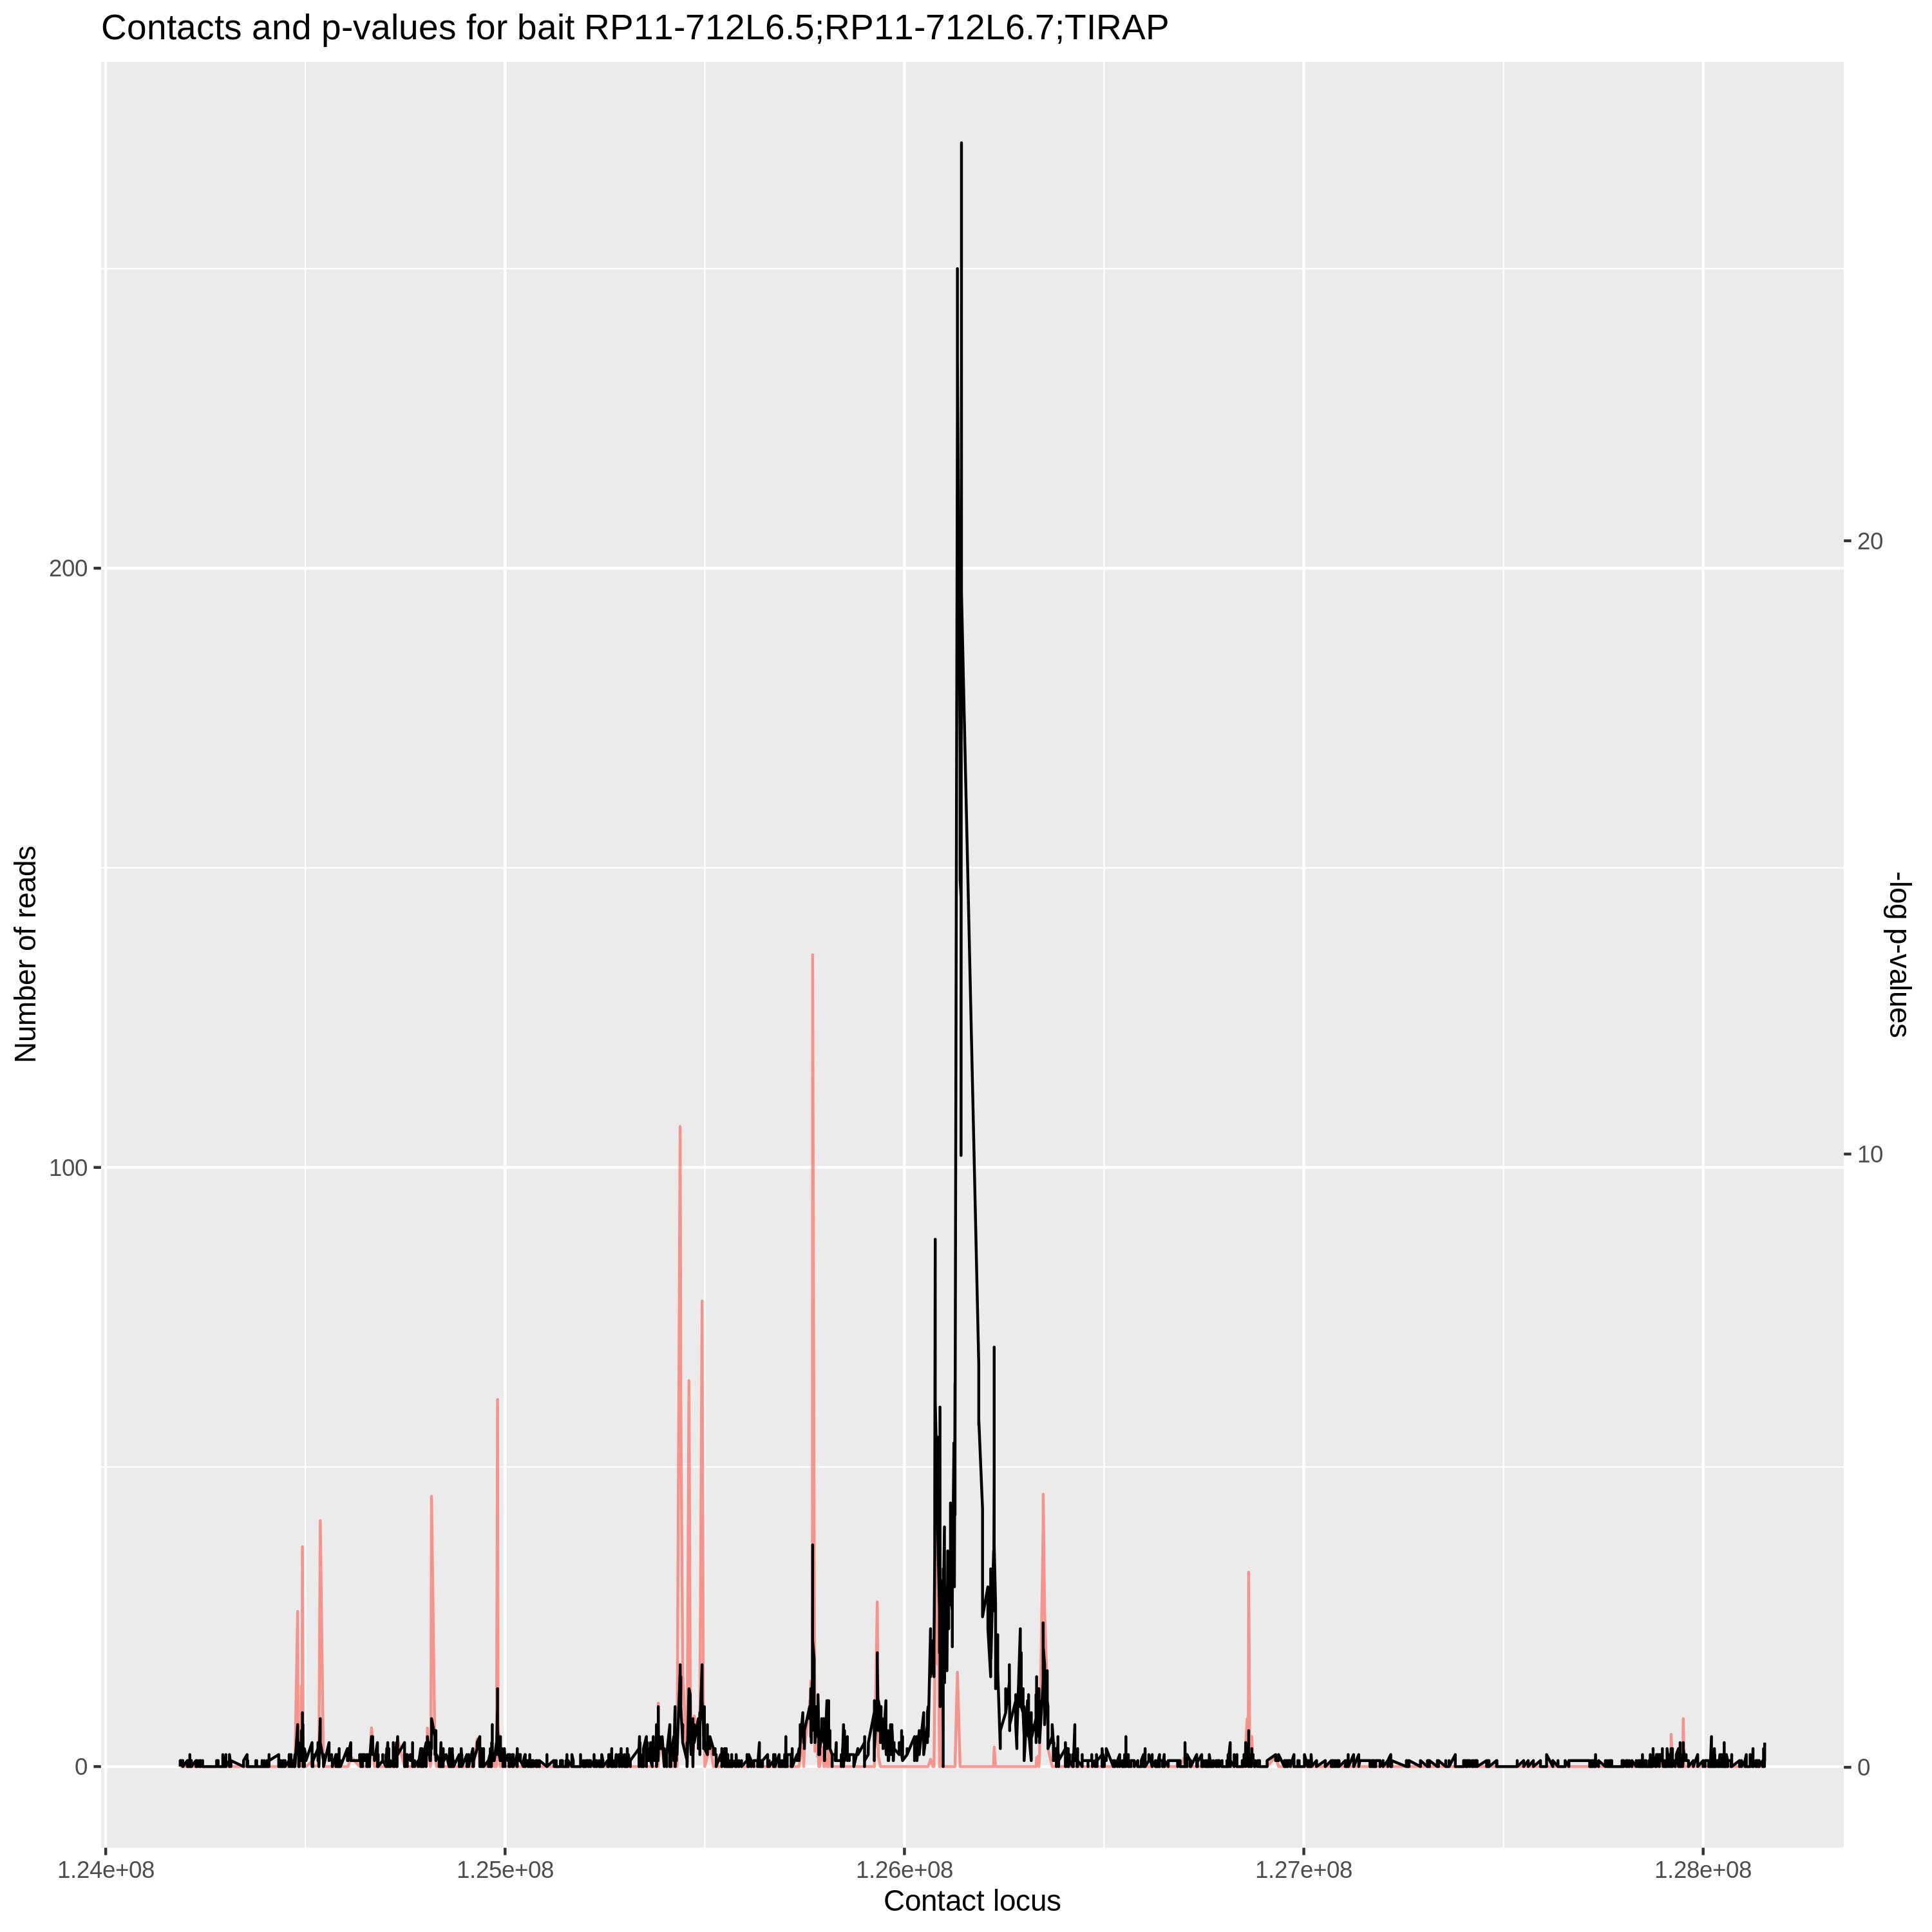 Contacts and p-values for bait RP11-712L6.5;RP11-712L6.7;TIRAP
Number of reads
200
100
0
20
10
0
-log p-values
1.24e+08 1.25e+08 1.26e+08 1.27e+08 1.28e+08
Contact locus